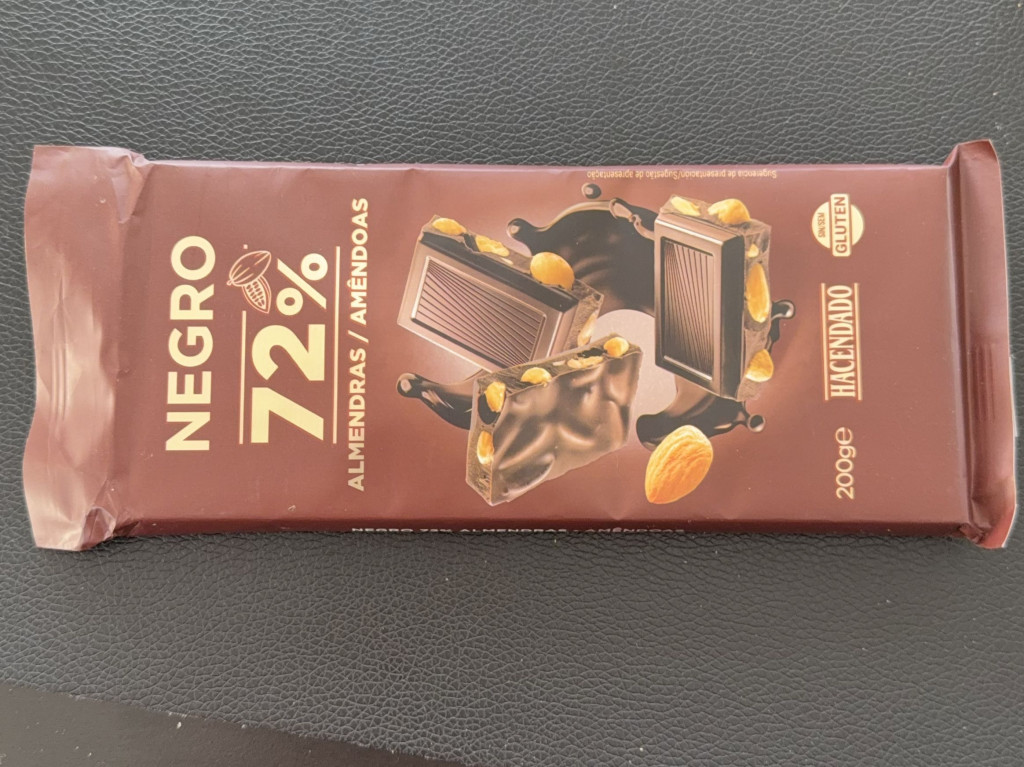 NEGRO
72%
ALMENDRAS / AMÊNDOAS
Sugerencia de presentación/Sugestão de apresentação
SIN/SEM
GLUTEN
HACENDADO
200g℮